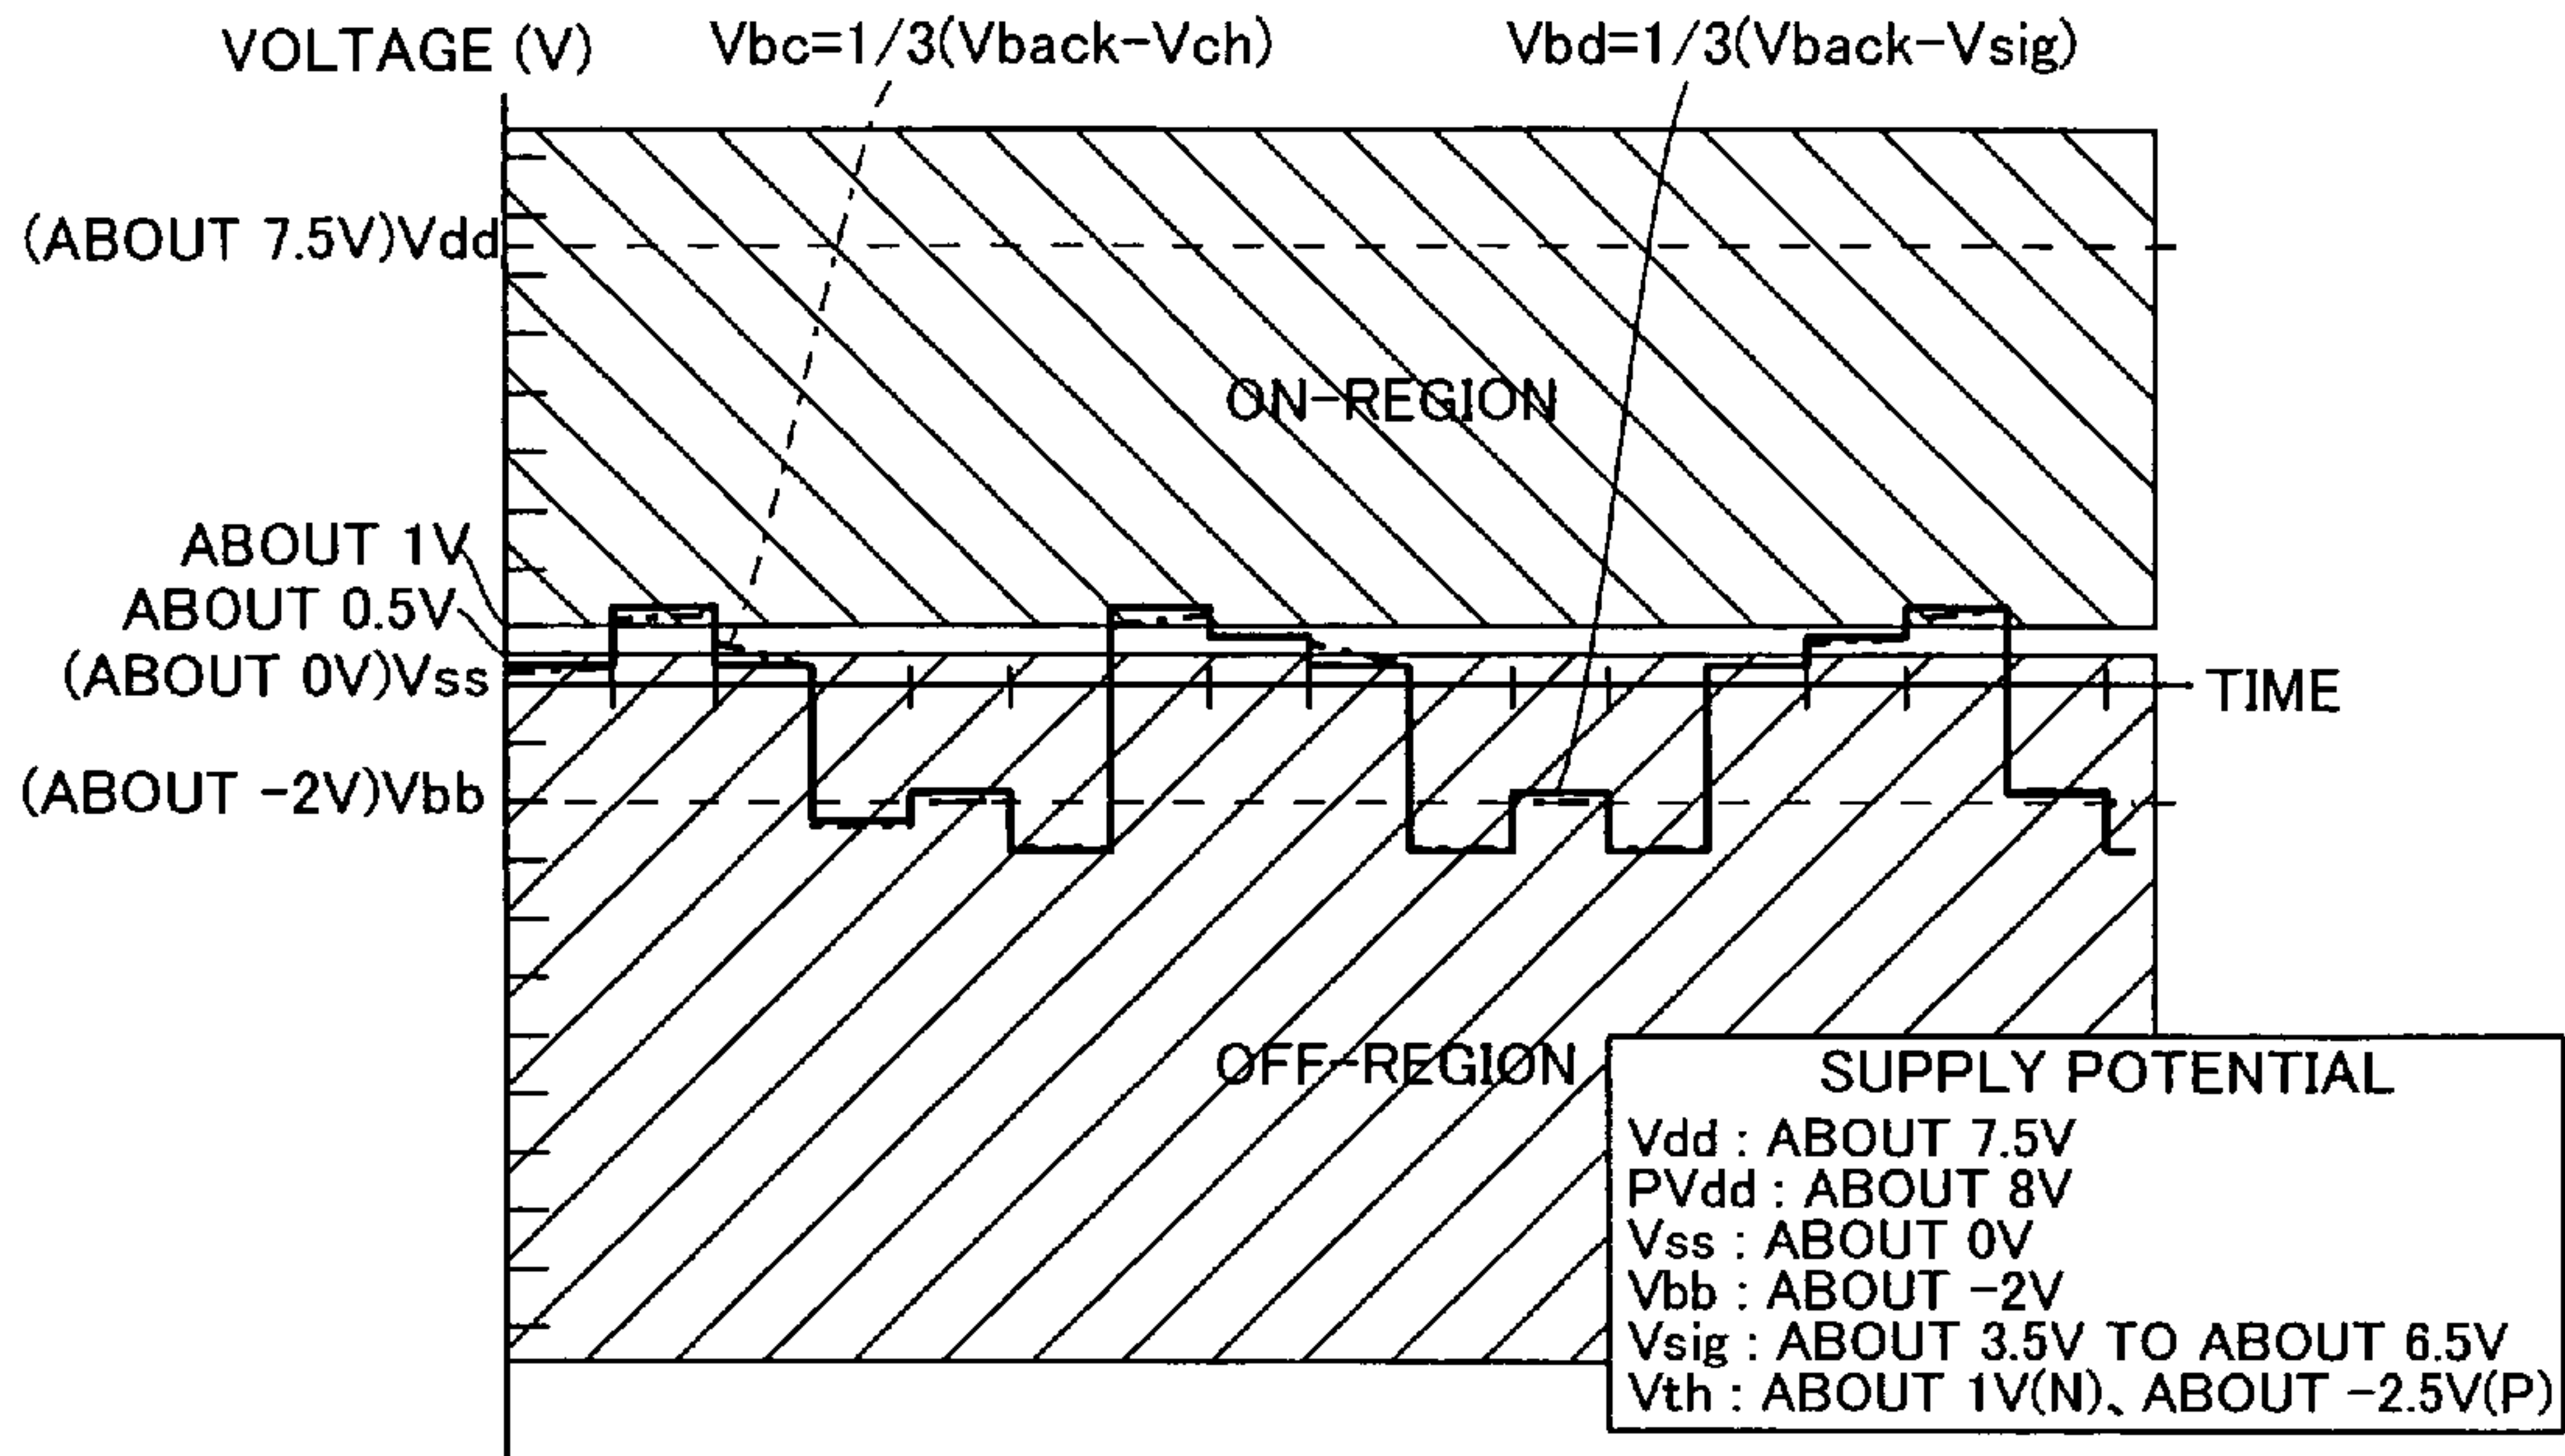 VOLTAGE (V)
Vbc=1/3(Vback-Vch)
Vbd=1/3(Vback-Vsig)
(ABOUT 7.5V)Vdd
ON-REGION
ABOUT 1V
ABOUT 0.5V
(ABOUT 0V)Vss
TIME
(ABOUT -2V)Vbb
OFF-REGION
SUPPLY POTENTIAL
Vdd : ABOUT 7.5V
PVdd : ABOUT 8V
Vss : ABOUT 0V
Vbb : ABOUT -2V
Vsig : ABOUT 3.5V TO ABOUT 6.5V
Vth : ABOUT 1V(N)、ABOUT -2.5V(P)